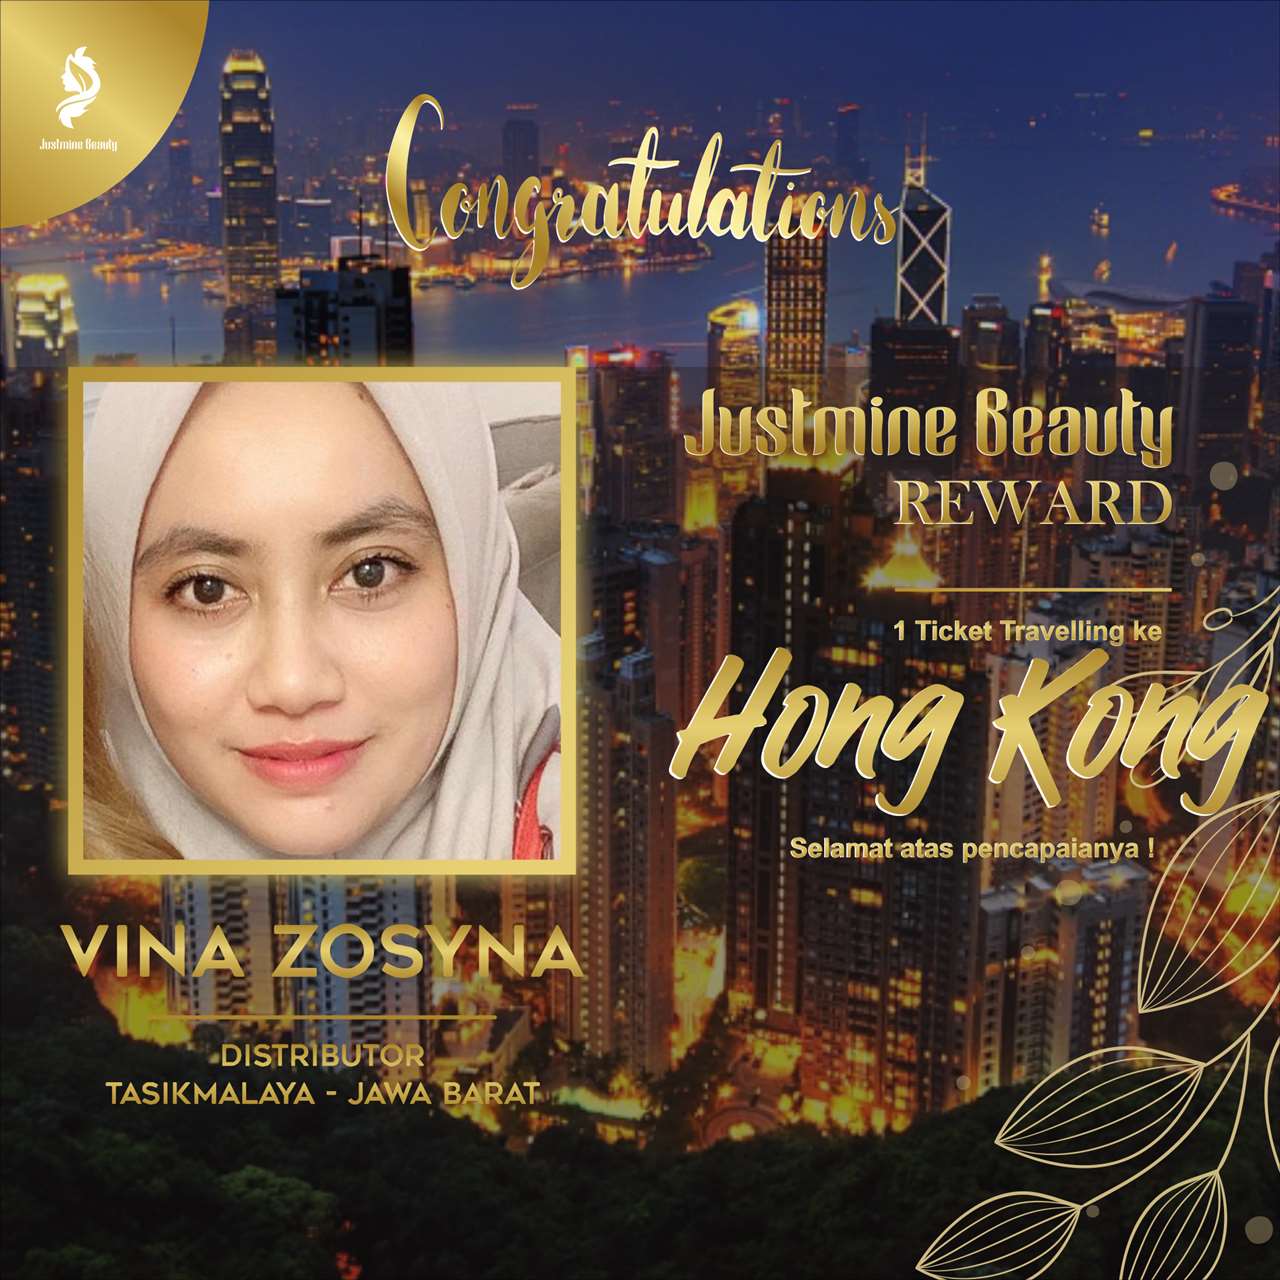 Justmine Beauty
Congratulations
Justmine Beauty
REWARD
1 Ticket Travelling ke
Hong Kong
Selamat atas pencapaianya !
VINA ZOSYNA
DISTRIBUTOR
TASIKMALAYA - JAWA BARAT